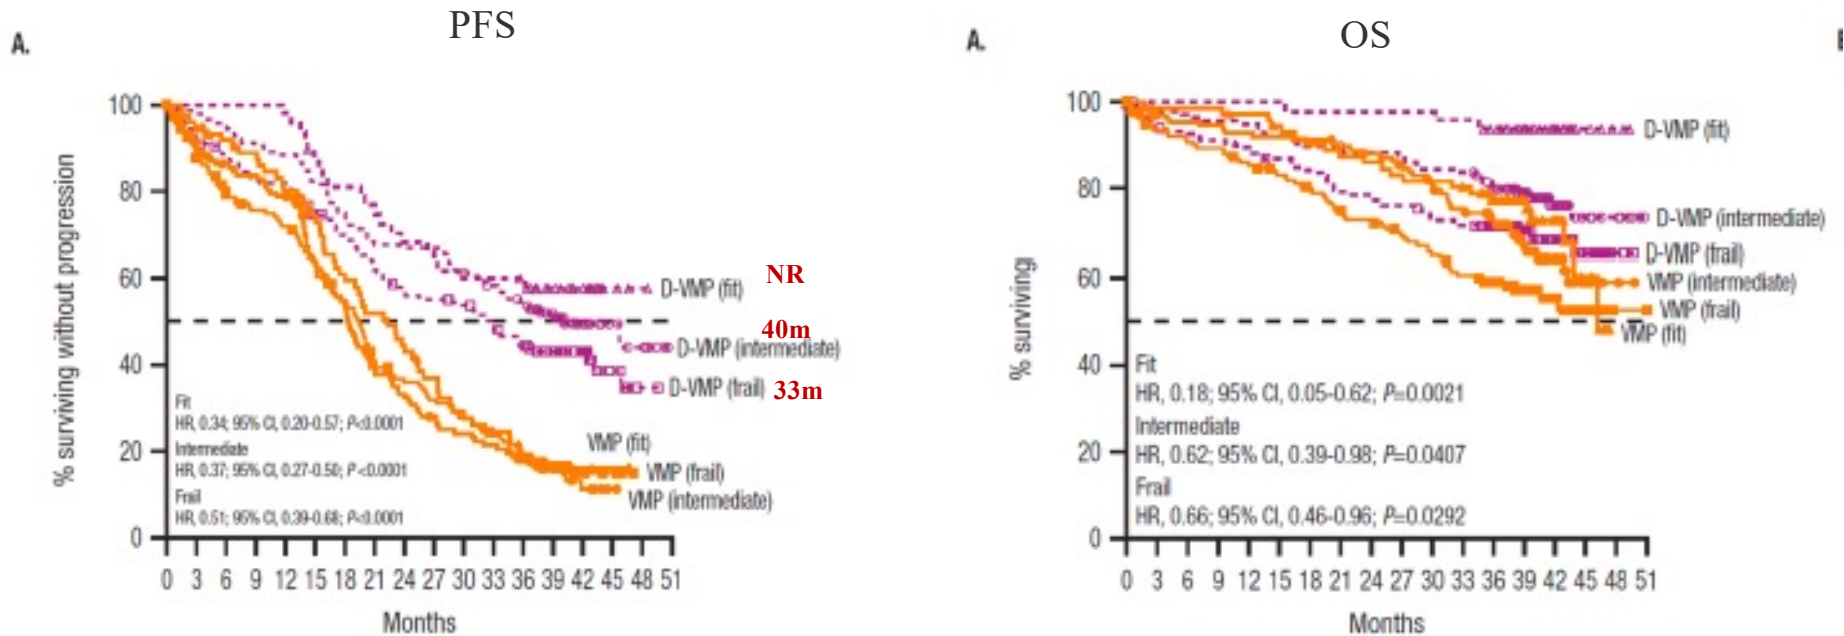 PFS
A.
% surviving without progression
100
80
60
40
20
0
D-VMP (fit)
NR
40m
D-VMP (intermediate)
D-VMP (frail)
33m
VMP (fit)
VMP (frail)
VMP (intermediate)
Fit
HR, 0.34; 95% CI, 0.20-0.57; P<0.0001
Intermediate
HR, 0.37; 95% CI, 0.27-0.50; P<0.0001
Frail
HR, 0.51; 95% CI, 0.39-0.68; P<0.0001
0 3 6 9 12 15 18 21 24 27 30 33 36 39 42 45 48 51
Months
OS
A.
% surviving
100
80
60
40
20
0
D-VMP (fit)
D-VMP (intermediate)
D-VMP (frail)
VMP (intermediate)
VMP (frail)
VMP (fit)
Fit
HR, 0.18; 95% CI, 0.05-0.62; P=0.0021
Intermediate
HR, 0.62; 95% CI, 0.39-0.98; P=0.0407
Frail
HR, 0.66; 95% CI, 0.46-0.96; P=0.0292
0 3 6 9 12 15 18 21 24 27 30 33 36 39 42 45 48 51
Months